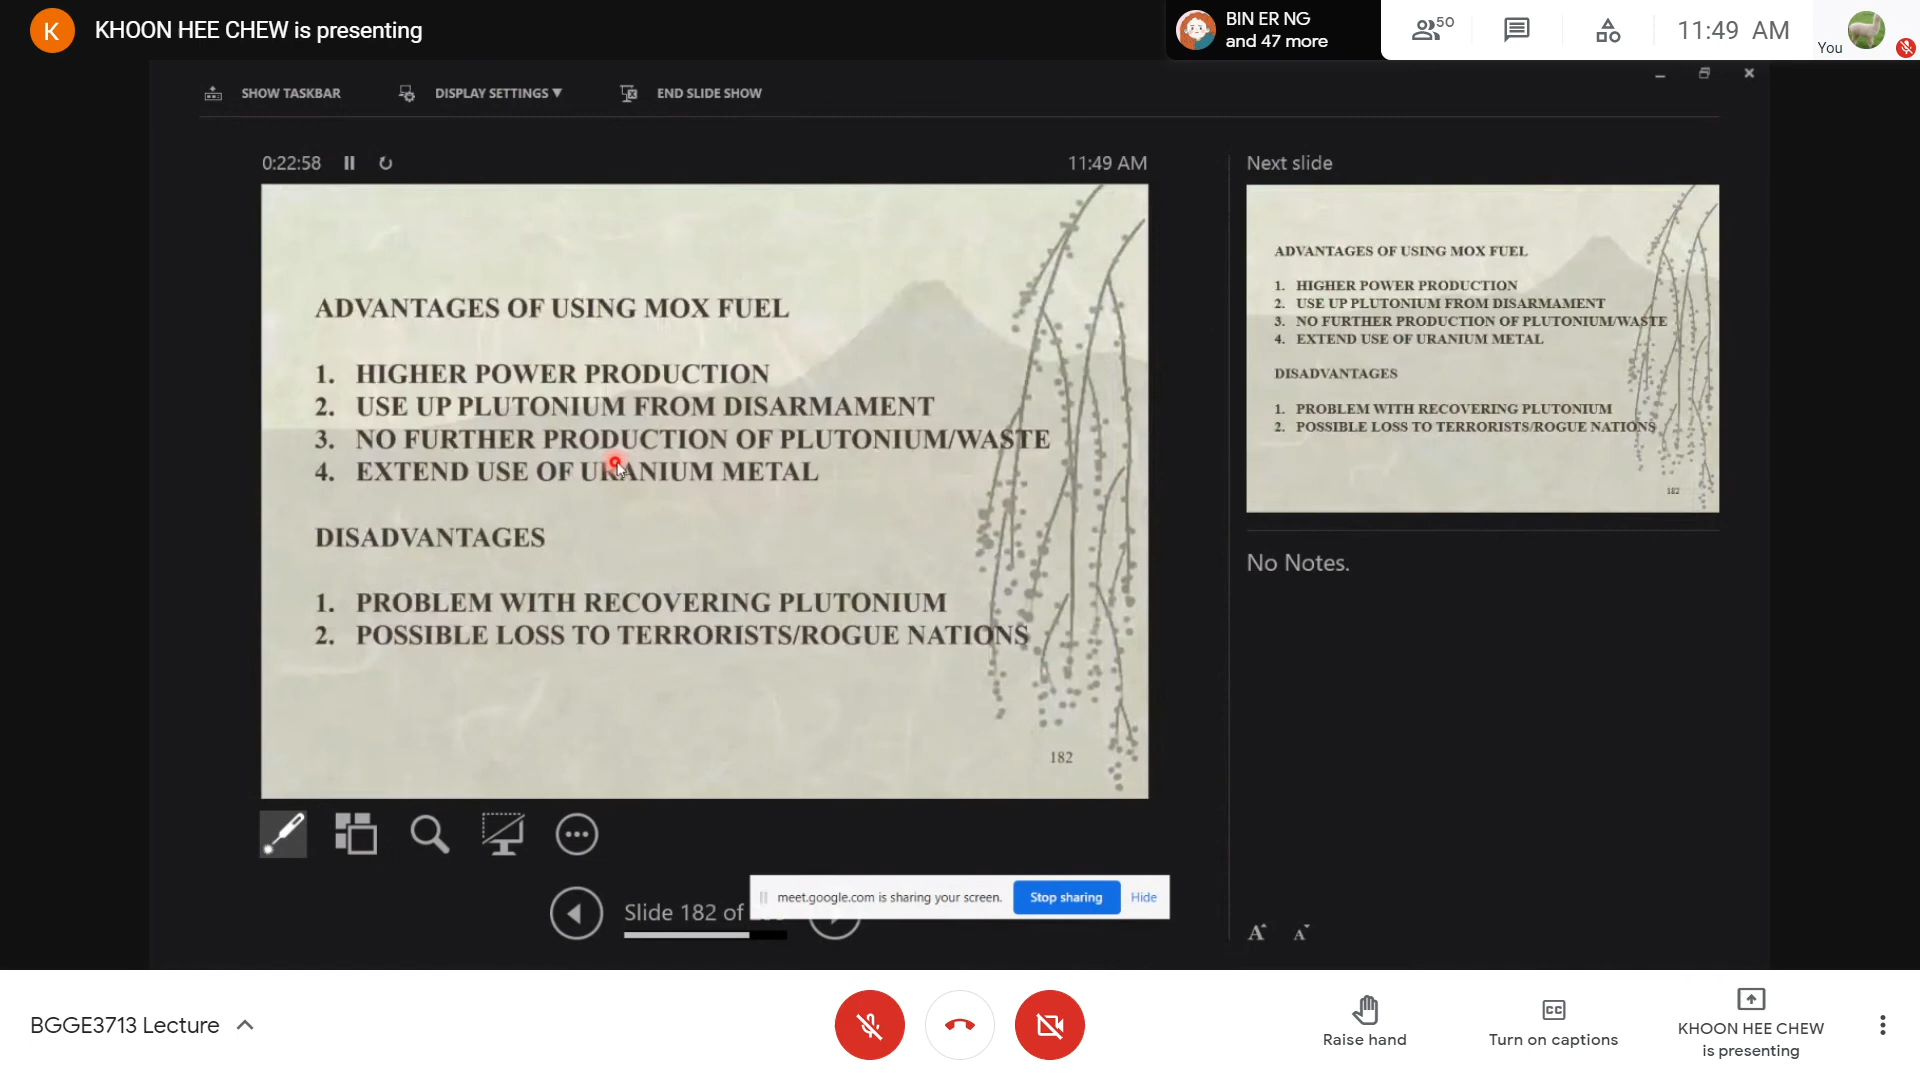 K
KHOON HEE CHEW is presenting
BIN ER NG
and 47 more
50
11:49 AM
You
SHOW TASKBAR
DISPLAY SETTINGS ▼
END SLIDE SHOW
0:22:58
11:49 AM
ADVANTAGES OF USING MOX FUEL
1. HIGHER POWER PRODUCTION
2. USE UP PLUTONIUM FROM DISARMAMENT
3. NO FURTHER PRODUCTION OF PLUTONIUM/WASTE
4. EXTEND USE OF URANIUM METAL
DISADVANTAGES
1. PROBLEM WITH RECOVERING PLUTONIUM
2. POSSIBLE LOSS TO TERRORISTS/ROGUE NATIONS
182
Next slide
ADVANTAGES OF USING MOX FUEL
1. HIGHER POWER PRODUCTION
2. USE UP PLUTONIUM FROM DISARMAMENT
3. NO FURTHER PRODUCTION OF PLUTONIUM/WASTE
4. EXTEND USE OF URANIUM METAL
DISADVANTAGES
1. PROBLEM WITH RECOVERING PLUTONIUM
2. POSSIBLE LOSS TO TERRORISTS/ROGUE NATIONS
182
No Notes.
Slide 182 of
meet.google.com is sharing your screen.
Stop sharing
Hide
A A
BGGE3713 Lecture
Raise hand
CC
Turn on captions
KHOON HEE CHEW
is presenting